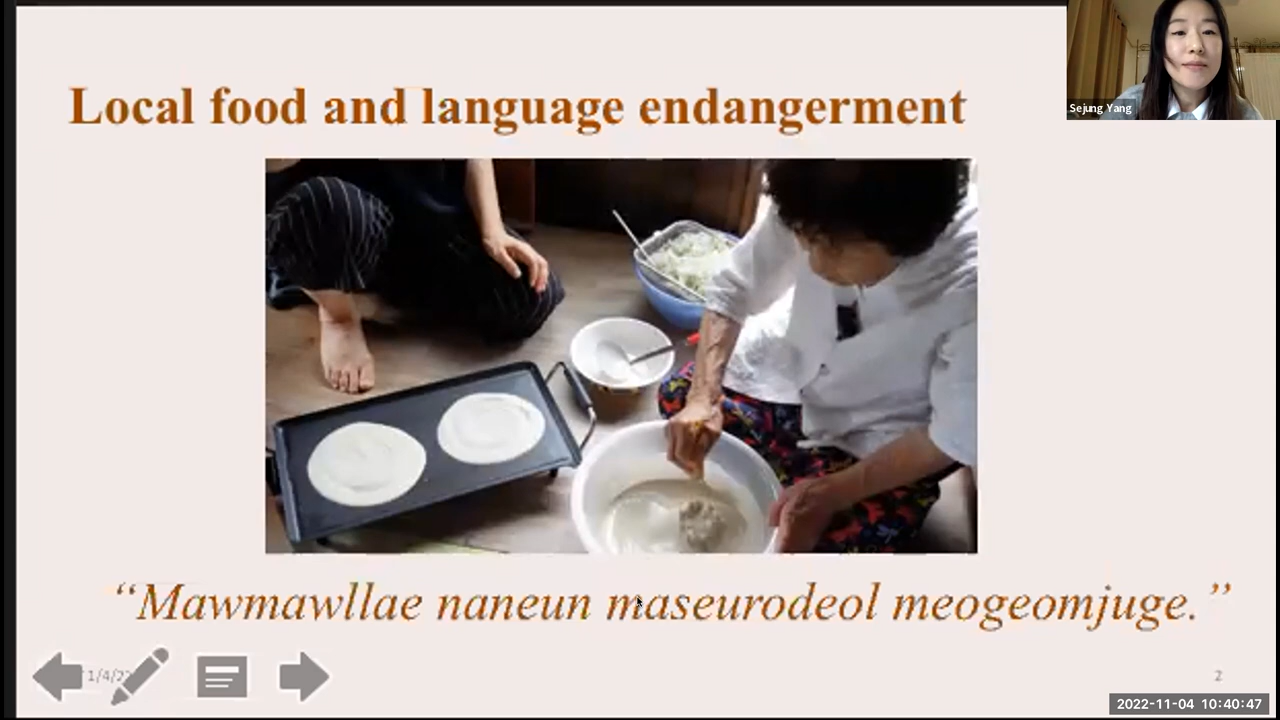 Local food and language endangerment
Sejung Yang
“Mawmawllae naneun maseurodeol meogeomjuge.”
2
2022-11-04 10:40:47